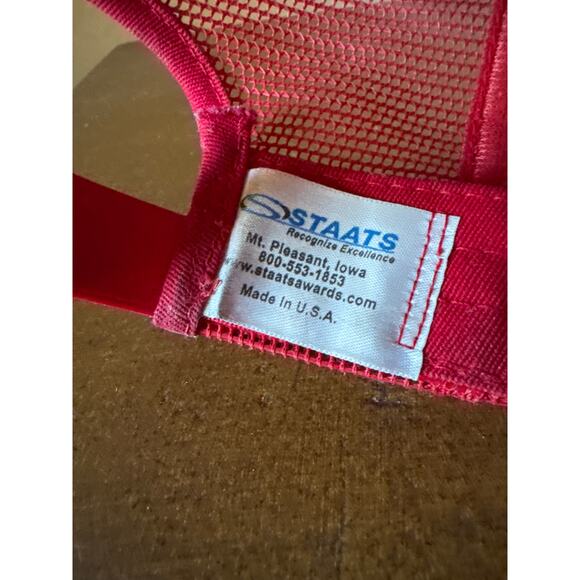 STAATS
Recognize Excellence
Mt. Pleasant, Iowa
800-553-1853
www.staatsawards.com
Made In U.S.A.